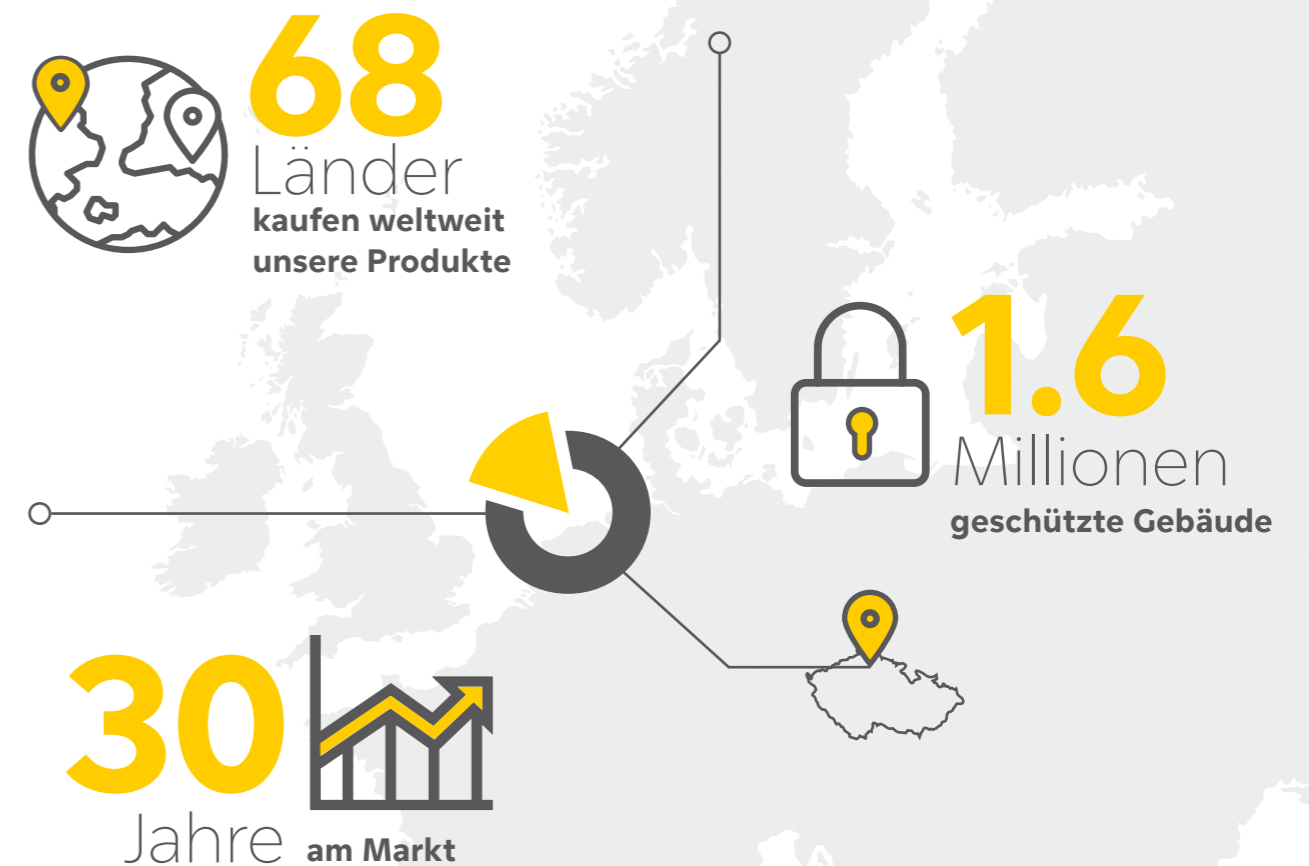 68
Länder
kaufen weltweit
unsere Produkte
1.6
Millionen
geschützte Gebäude
30
Jahre am Markt